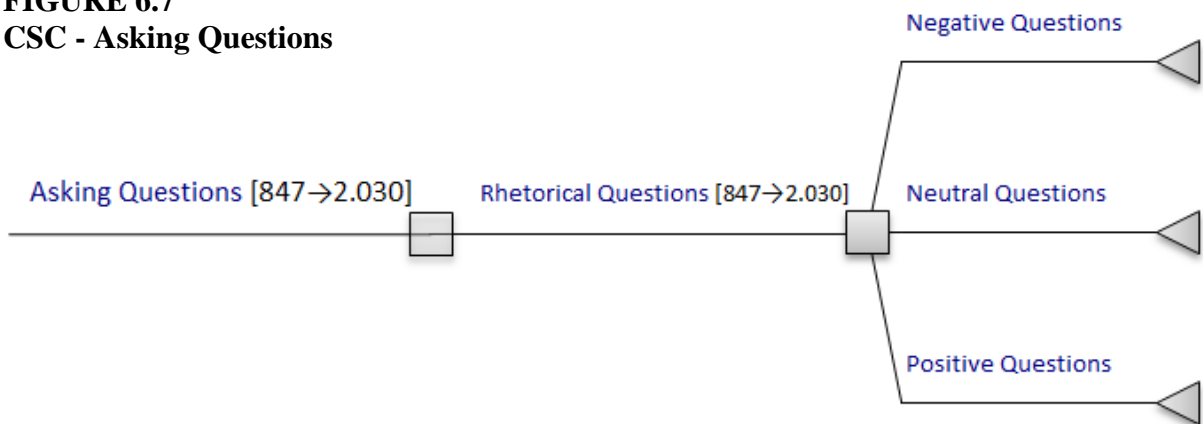 FIGURE 6.7
CSC - Asking Questions
Negative Questions
Asking Questions [847→2.030]
Rhetorical Questions [847→2.030]
Neutral Questions
Positive Questions